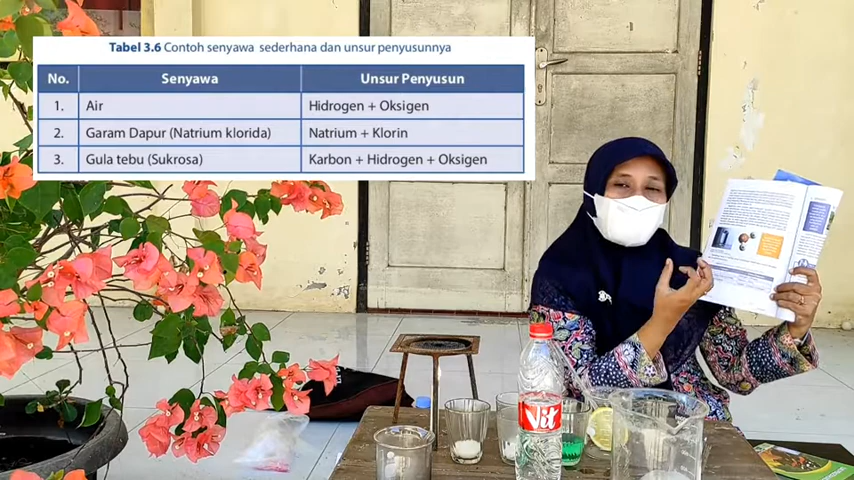 Tabel 3.6 Contoh senyawa sederhana dan unsur penyusunnya
No. Senyawa Unsur Penyusun
1. Air Hidrogen + Oksigen
2. Garam Dapur (Natrium klorida) Natrium + Klorin
3. Gula tebu (Sukrosa) Karbon + Hidrogen + Oksigen
Vit